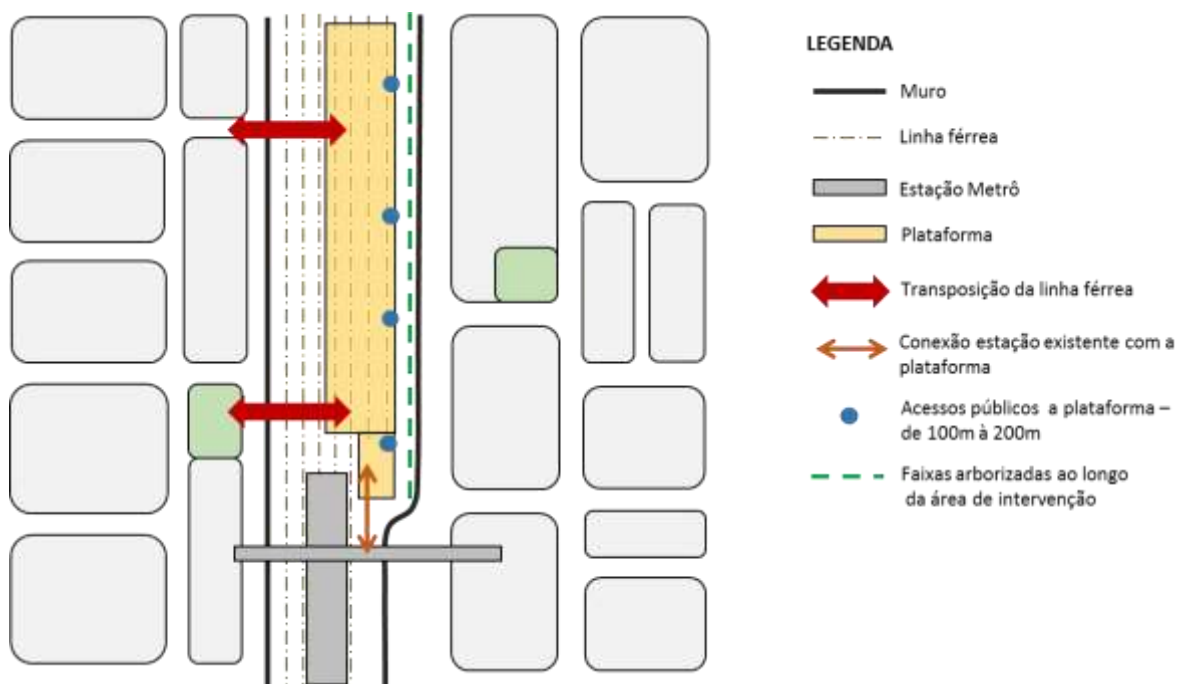 LEGENDA
Muro
Linha férrea
Estação Metrô
Plataforma
Transposição da linha férrea
Conexão estação existente com a
plataforma
Acessos públicos a plataforma –
de 100m à 200m
Faixas arborizadas ao longo
da área de intervenção